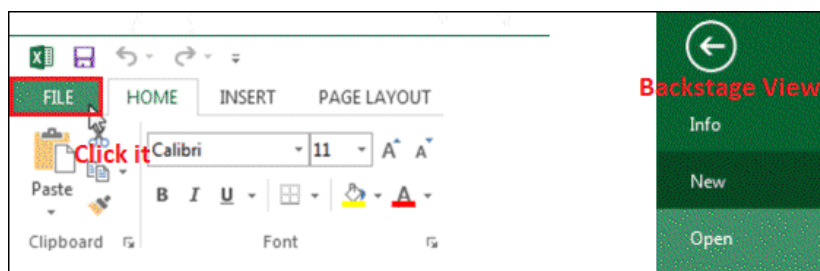 FILE HOME INSERT PAGE LAYOUT
Click it
Calibri 11 A A
Paste
B I U A
Clipboard Font
Backstage View
Info
New
Open